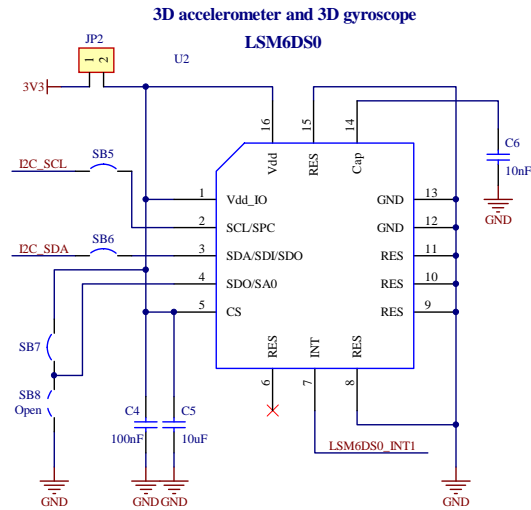 3D accelerometer and 3D gyroscope
LSM6DS0
JP2
1 2
U2
3V3
16
15
14
Vdd
RES
Cap
C6
10nF
GND
I2C_SCL
SB5
1
Vdd_IO
GND
13
2
SCL/SPC
GND
12
I2C_SDA
SB6
3
SDA/SDI/SDO
RES
11
4
SDO/SA0
RES
10
5
CS
RES
9
RES
INT
RES
6
7
8
SB7
SB8
Open
C4
100nF
C5
10uF
LSM6DS0_INT1
GND
GND
GND
GND